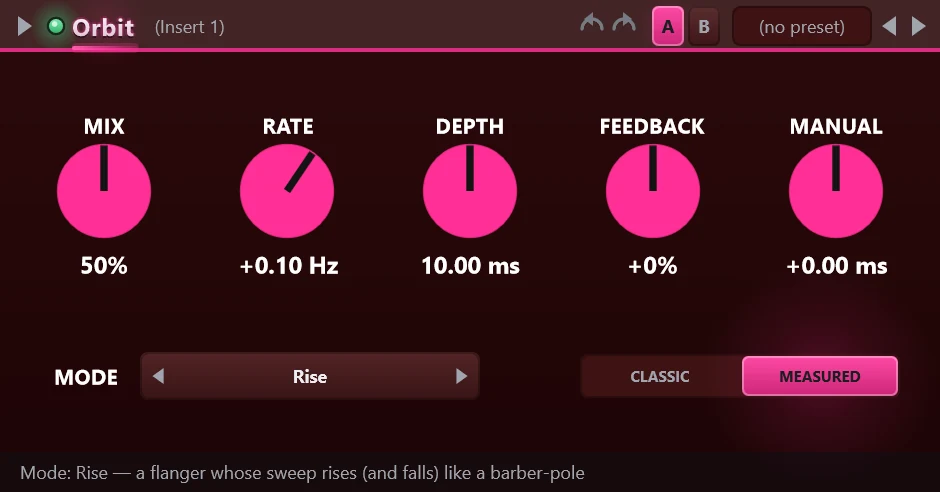 Orbit (Insert 1) A B (no preset)
MIX RATE DEPTH FEEDBACK MANUAL
50% +0.10 Hz 10.00 ms +0% +0.00 ms
MODE Rise CLASSIC MEASURED
Mode: Rise — a flanger whose sweep rises (and falls) like a barber-pole